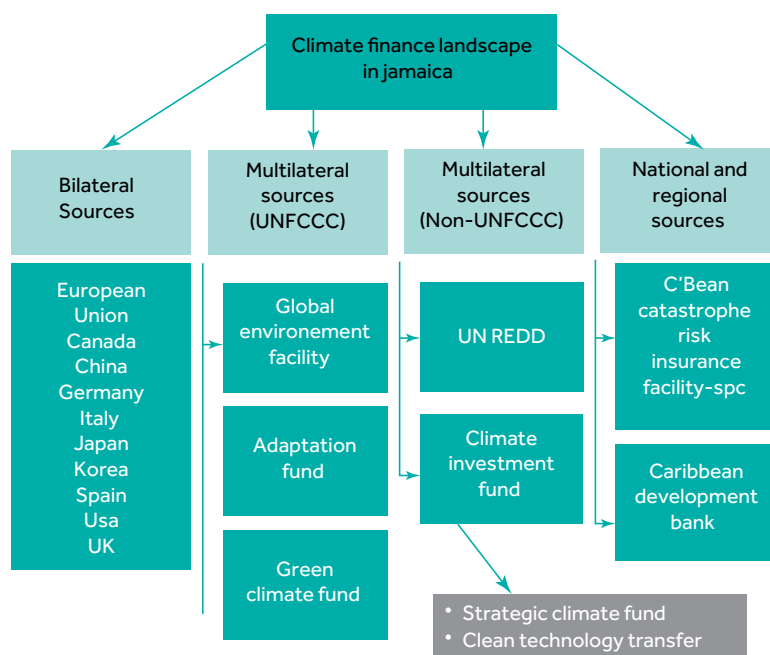 Climate finance landscape
in jamaica
Bilateral
Sources
Multilateral
sources
(UNFCCC)
Multilateral
sources
(Non-UNFCCC)
National and
regional
sources
European
Union
Canada
China
Germany
Italy
Japan
Korea
Spain
Usa
UK
Global
environement
facility
Adaptation
fund
Green
climate fund
UN REDD
Climate
investment
fund
• Strategic climate fund
• Clean technology transfer
C'Bean
catastrophe
risk
insurance
facility-spc
Caribbean
development
bank